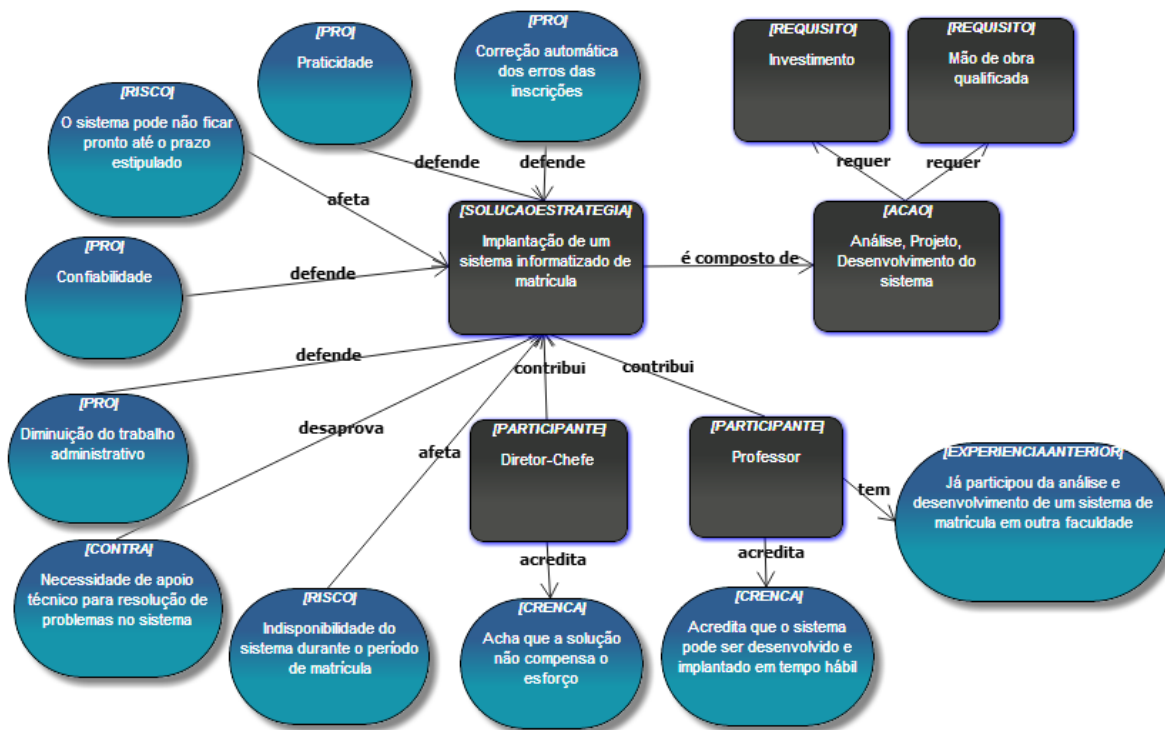 [PRO]
Praticidade
[PRO]
Correção automática
dos erros das
inscrições
[REQUISITO]
Investimento
[REQUISITO]
Mão de obra
qualificada
[RISCO]
O sistema pode não ficar
pronto até o prazo
estipulado
defende
defende
requer
requer
afeta
[SOLUCAOESTRATEGIA]
Implantação de um
sistema informatizado de
matrícula
é composto de
[ACAO]
Análise, Projeto,
Desenvolvimento do
sistema
[PRO]
Confiabilidade
defende
defende
contribui
contribui
[PRO]
Diminuição do trabalho
administrativo
desaprova
afeta
[PARTICIPANTE]
Diretor-Chefe
[PARTICIPANTE]
Professor
tem
[EXPERIENCIAANTERIOR]
Já participou da análise e
desenvolvimento de um sistema de
matrícula em outra faculdade
[CONTRA]
Necessidade de apoio
técnico para resolução de
problemas no sistema
acredita
acredita
[RISCO]
Indisponibilidade do
sistema durante o período
de matrícula
[CRENCA]
Acha que a solução
não compensa o
esforço
[CRENCA]
Acredita que o sistema
pode ser desenvolvido e
implantado em tempo hábil